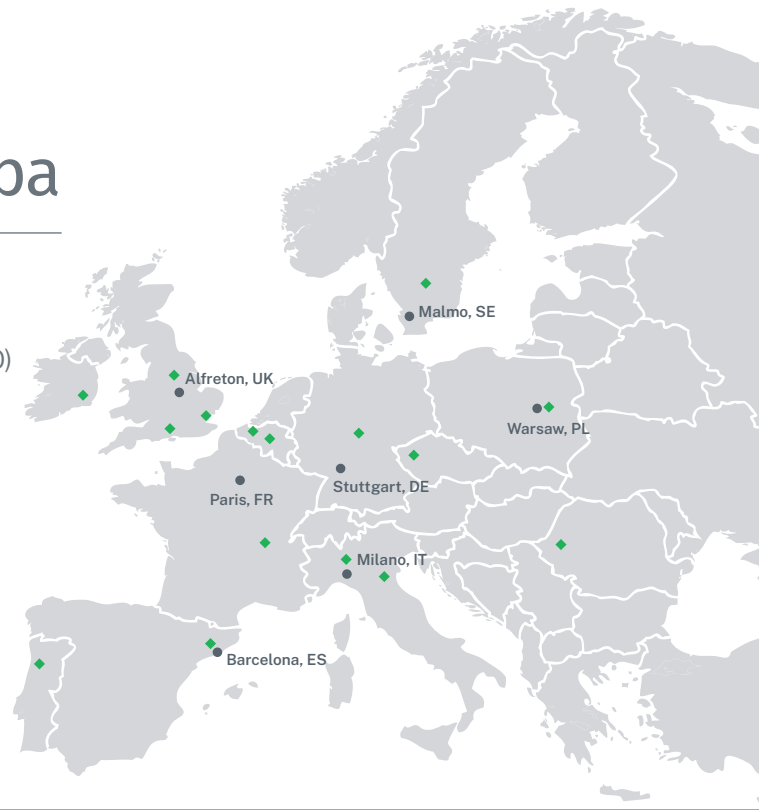 pa
)
Malmo, SE
Alfreton, UK
Warsaw, PL
Stuttgart, DE
Paris, FR
Milano, IT
Barcelona, ES